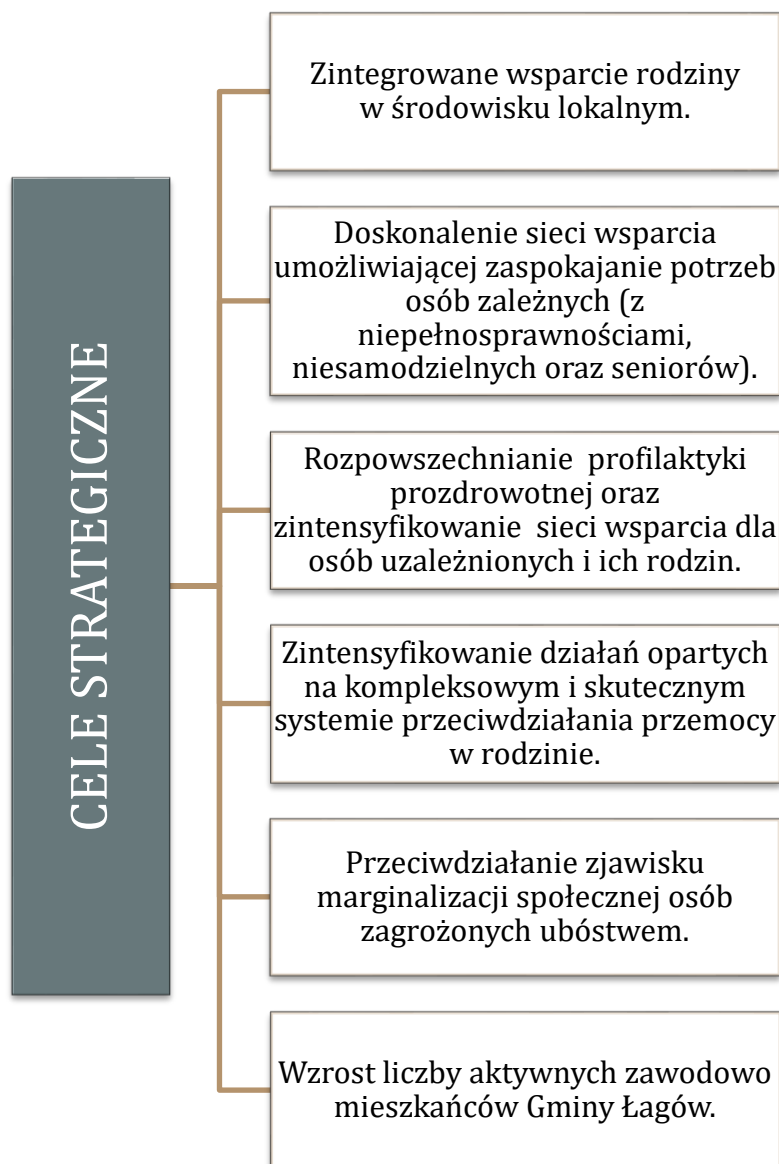 CELE STRATEGICZNE
Zintegrowane wsparcie rodziny
w środowisku lokalnym.
Doskonalenie sieci wsparcia
umożliwiającej zaspokajanie potrzeb
osób zależnych (z
niepełnosprawnościami,
niesamodzielnych oraz seniorów).
Rozpowszechnianie  profilaktyki
prozdrowotnej oraz
zintensyfikowanie  sieci wsparcia dla
osób uzależnionych i ich rodzin.
Zintensyfikowanie działań opartych
na kompleksowym i skutecznym
systemie przeciwdziałania przemocy
w rodzinie.
Przeciwdziałanie zjawisku
marginalizacji społecznej osób
zagrożonych ubóstwem.
Wzrost liczby aktywnych zawodowo
mieszkańców Gminy Łagów.